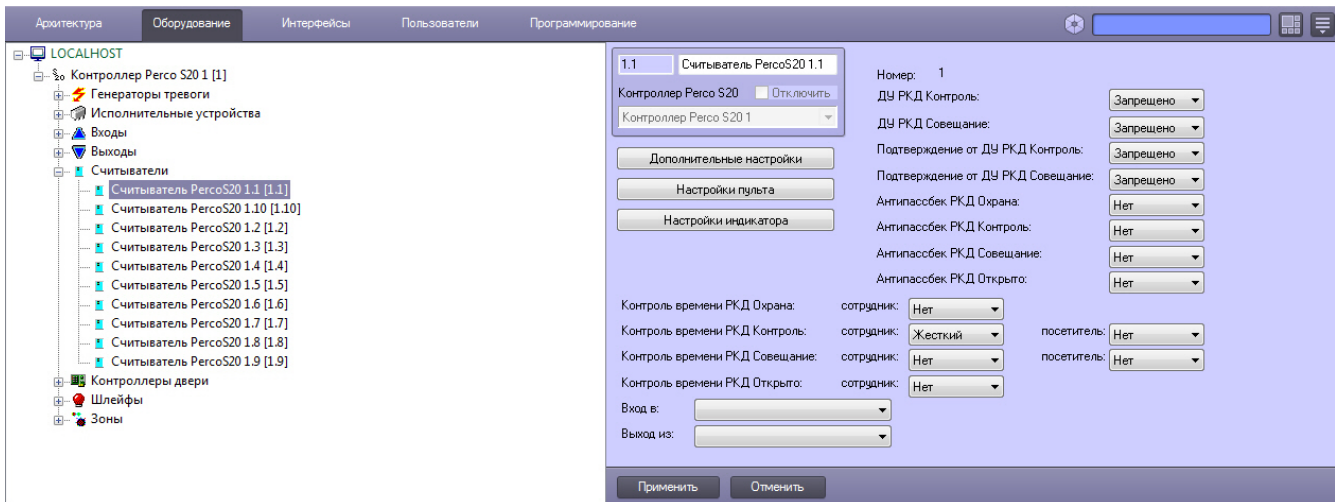 Архитектура Оборудование Интерфейсы Пользователи Программирование
LOCALHOST
Контроллер Perco S20 1 [1]
Генераторы тревоги
Исполнительные устройства
Входы
Выходы
Считыватели
Считыватель PercoS20 1.1 [1.1]
Считыватель PercoS20 1.10 [1.10]
Считыватель PercoS20 1.2 [1.2]
Считыватель PercoS20 1.3 [1.3]
Считыватель PercoS20 1.4 [1.4]
Считыватель PercoS20 1.5 [1.5]
Считыватель PercoS20 1.6 [1.6]
Считыватель PercoS20 1.7 [1.7]
Считыватель PercoS20 1.8 [1.8]
Считыватель PercoS20 1.9 [1.9]
Контроллеры двери
Шлейфы
Зоны
1.1 Считыватель PercoS20 1.1
Контроллер Perco S20 Отключить
Контроллер Perco S20 1
Дополнительные настройки
Настройки пульта
Настройки индикатора
Номер: 1
ДУ РКД Контроль: Запрещено
ДУ РКД Совещание: Запрещено
Подтверждение от ДУ РКД Контроль: Запрещено
Подтверждение от ДУ РКД Совещание: Запрещено
Антипассбек РКД Охрана: Нет
Антипассбек РКД Контроль: Нет
Антипассбек РКД Совещание: Нет
Антипассбек РКД Открыто: Нет
Контроль времени РКД Охрана: сотрудник: Нет
Контроль времени РКД Контроль: сотрудник: Жесткий посетитель: Нет
Контроль времени РКД Совещание: сотрудник: Нет посетитель: Нет
Контроль времени РКД Открыто: сотрудник: Нет
Вход в:
Выход из:
Применить Отменить